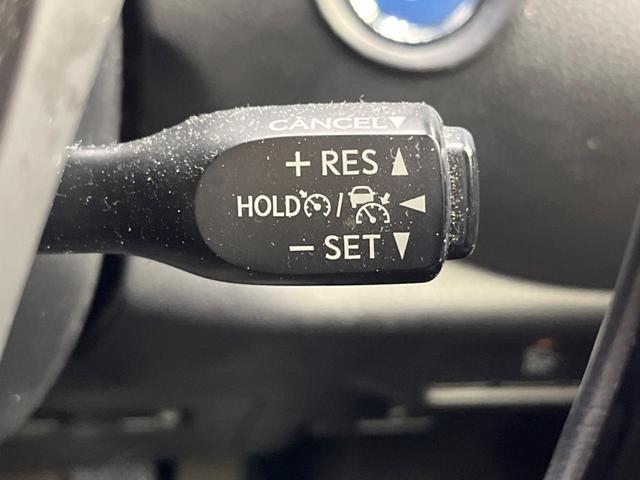 CANCEL▼
+ RES ▲
HOLD / ◀
− SET ▼